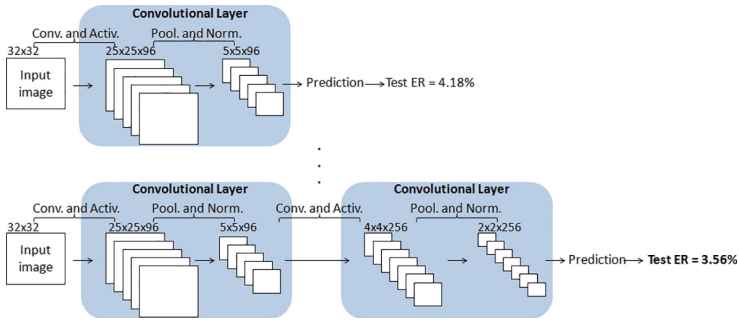 Convolutional Layer
Conv. and Activ. Pool. and Norm.
32x32 25x25x96 5x5x96
Input
image
Prediction Test ER = 4.18%
Convolutional Layer Convolutional Layer
Conv. and Activ. Pool. and Norm. Conv. and Activ. Pool. and Norm.
32x32 25x25x96 5x5x96 4x4x256 2x2x256
Input
image
Prediction Test ER = 3.56%